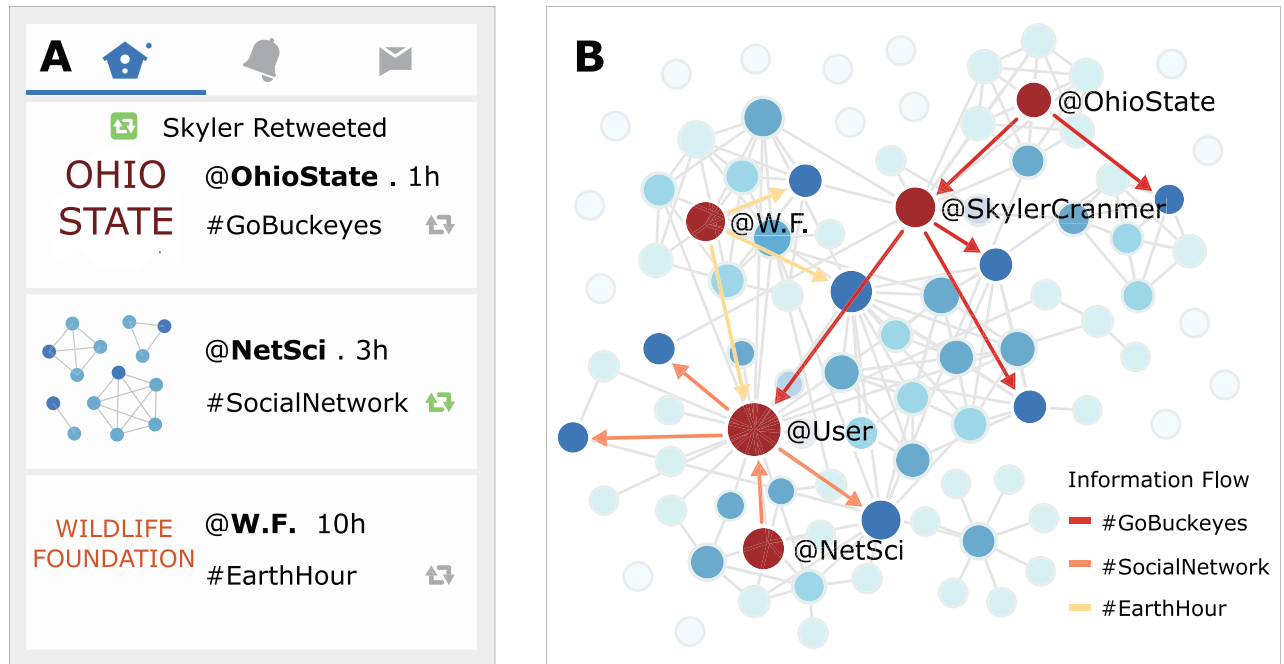 A
Skyler Retweeted
OHIO
STATE
@OhioState . 1h
#GoBuckeyes
@NetSci . 3h
#SocialNetwork
WILDLIFE
FOUNDATION
@W.F. 10h
#EarthHour
B
@OhioState
@SkylerCranmer
@W.F.
@User
@NetSci
Information Flow
#GoBuckeyes
#SocialNetwork
#EarthHour